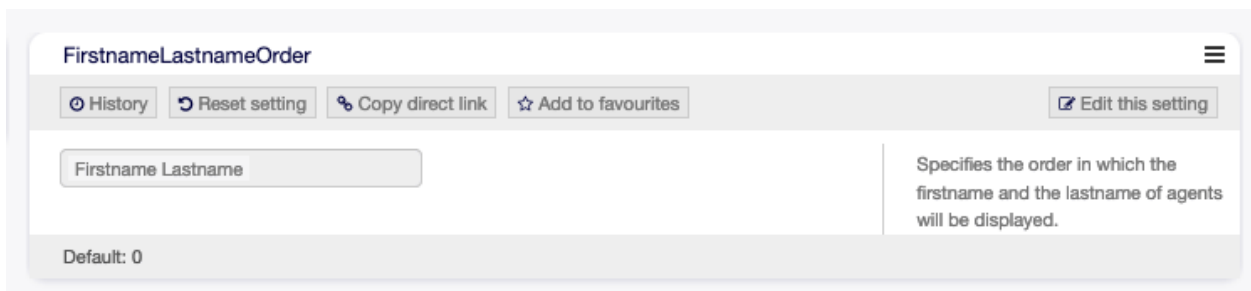 FirstnameLastnameOrder
History Reset setting Copy direct link Add to favourites Edit this setting
Firstname Lastname
Specifies the order in which the
firstname and the lastname of agents
will be displayed.
Default: 0